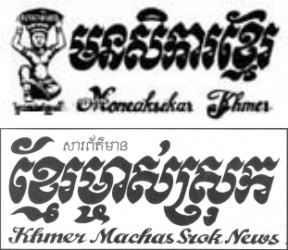 មនសិការខ្មែរ
Moneaksekar Khmer
សារព័ត៌មាន
ខ្មែរម្ចាស់ស្រុក
Khmer Machas Srok News